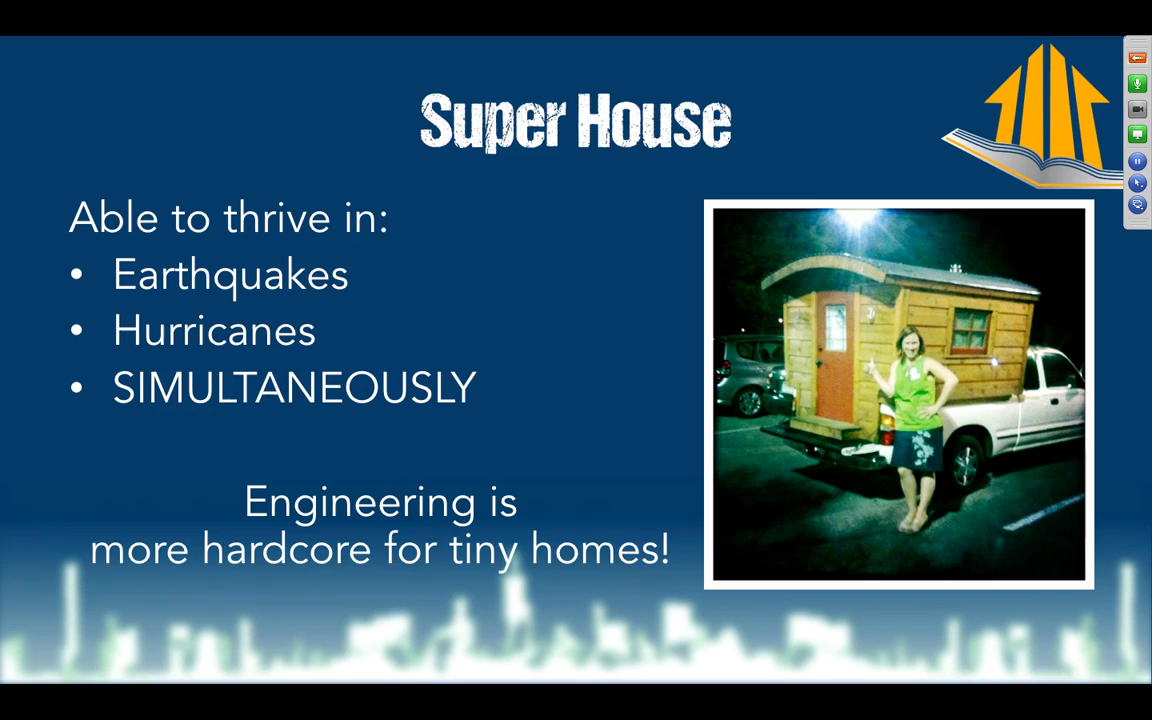 Super House
Able to thrive in:
• Earthquakes
• Hurricanes
• SIMULTANEOUSLY
Engineering is
more hardcore for tiny homes!